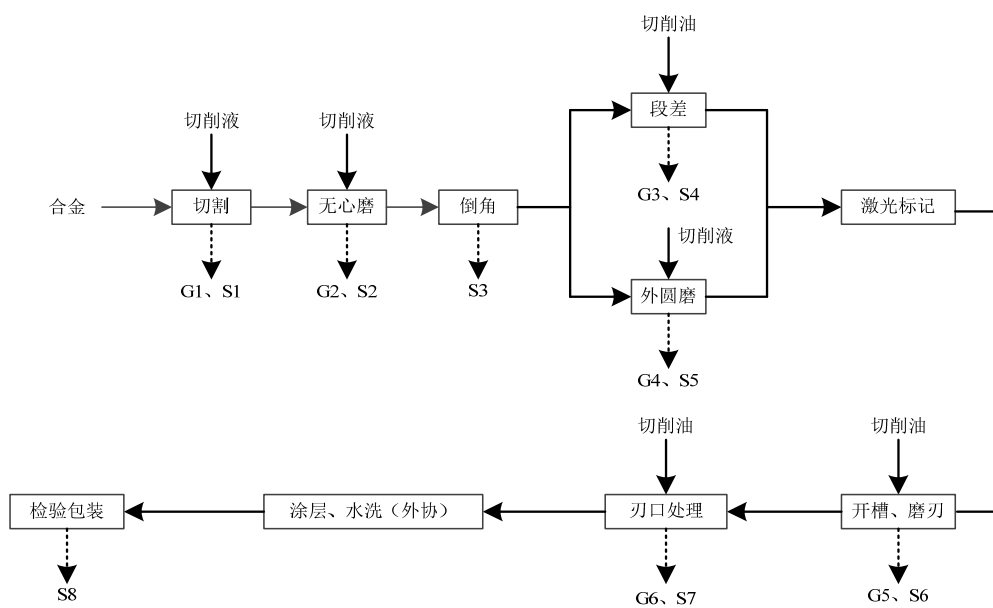 切削油
切削液
切削液
段差
G3、S4
合金
切割
无心磨
倒角
激光标记
切削液
G1、S1
G2、S2
S3
外圆磨
G4、S5
切削油
切削油
检验包装
涂层、水洗（外协）
刃口处理
开槽、磨刃
S8
G6、S7
G5、S6